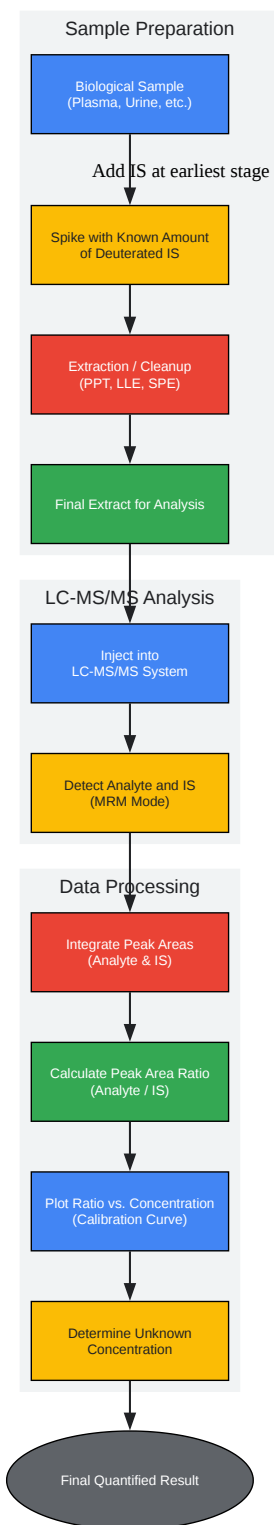 Sample Preparation
Biological Sample
(Plasma, Urine, etc.)
Add IS at earliest stage
Spike with Known Amount
of Deuterated IS
Extraction / Cleanup
(PPT, LLE, SPE)
Final Extract for Analysis
LC-MS/MS Analysis
Inject into
LC-MS/MS System
Detect Analyte and IS
(MRM Mode)
Data Processing
Integrate Peak Areas
(Analyte & IS)
Calculate Peak Area Ratio
(Analyte / IS)
Plot Ratio vs. Concentration
(Calibration Curve)
Determine Unknown
Concentration
Final Quantified Result